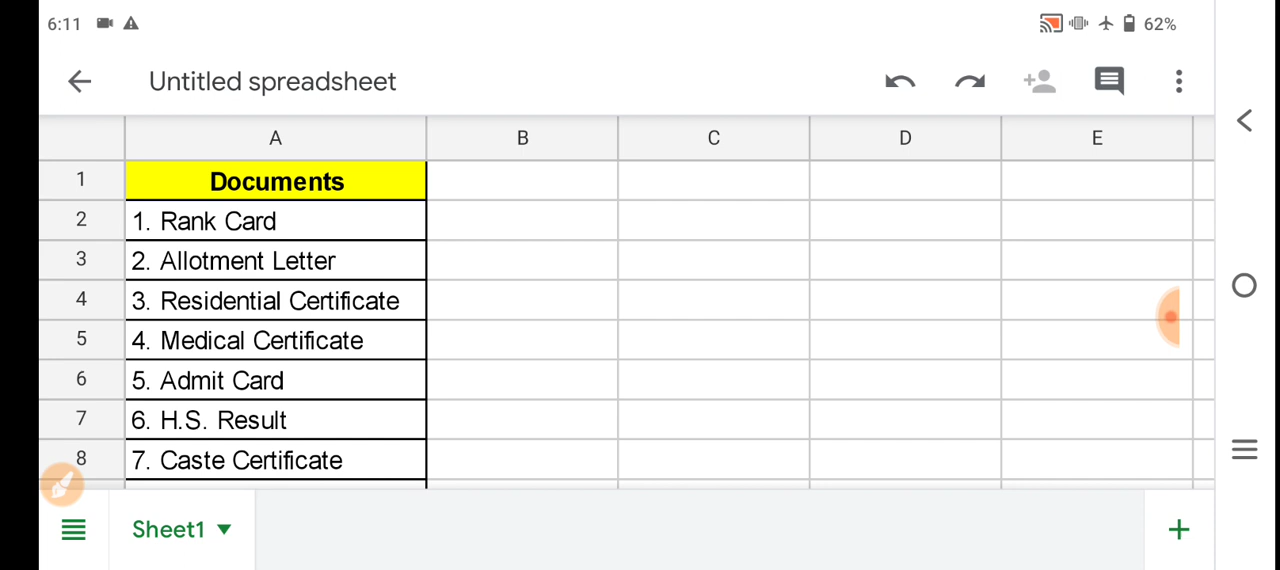 6:11 62%
Untitled spreadsheet
A B C D E
1 Documents
2 1. Rank Card
3 2. Allotment Letter
4 3. Residential Certificate
5 4. Medical Certificate
6 5. Admit Card
7 6. H.S. Result
8 7. Caste Certificate
Sheet1